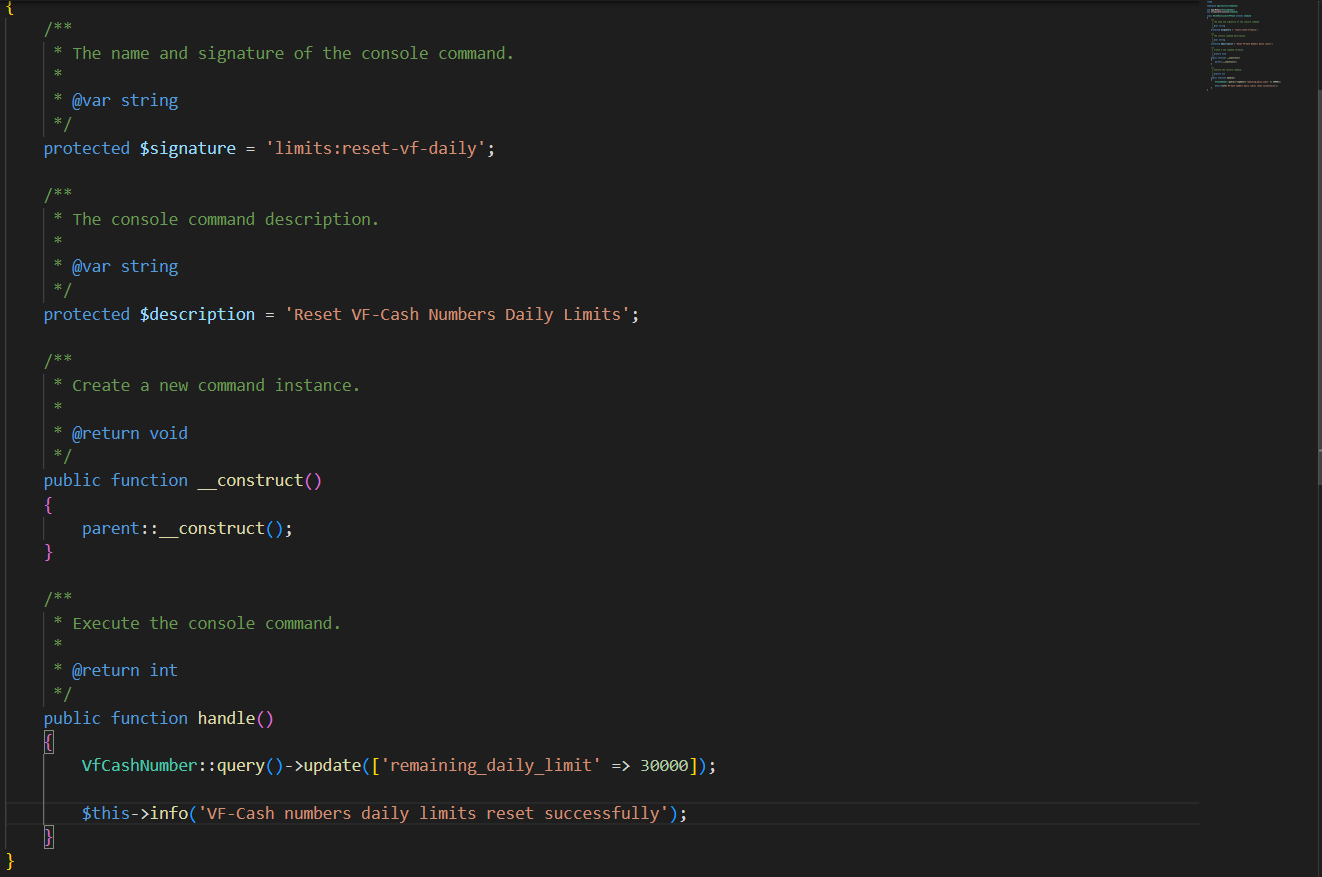 {
    /**
     * The name and signature of the console command.
     *
     * @var string
     */
    protected $signature = 'limits:reset-vf-daily';

    /**
     * The console command description.
     *
     * @var string
     */
    protected $description = 'Reset VF-Cash Numbers Daily Limits';

    /**
     * Create a new command instance.
     *
     * @return void
     */
    public function __construct()
    {
        parent::__construct();
    }

    /**
     * Execute the console command.
     *
     * @return int
     */
    public function handle()
    {
        VfCashNumber::query()->update(['remaining_daily_limit' => 30000]);

        $this->info('VF-Cash numbers daily limits reset successfully');
    }
}